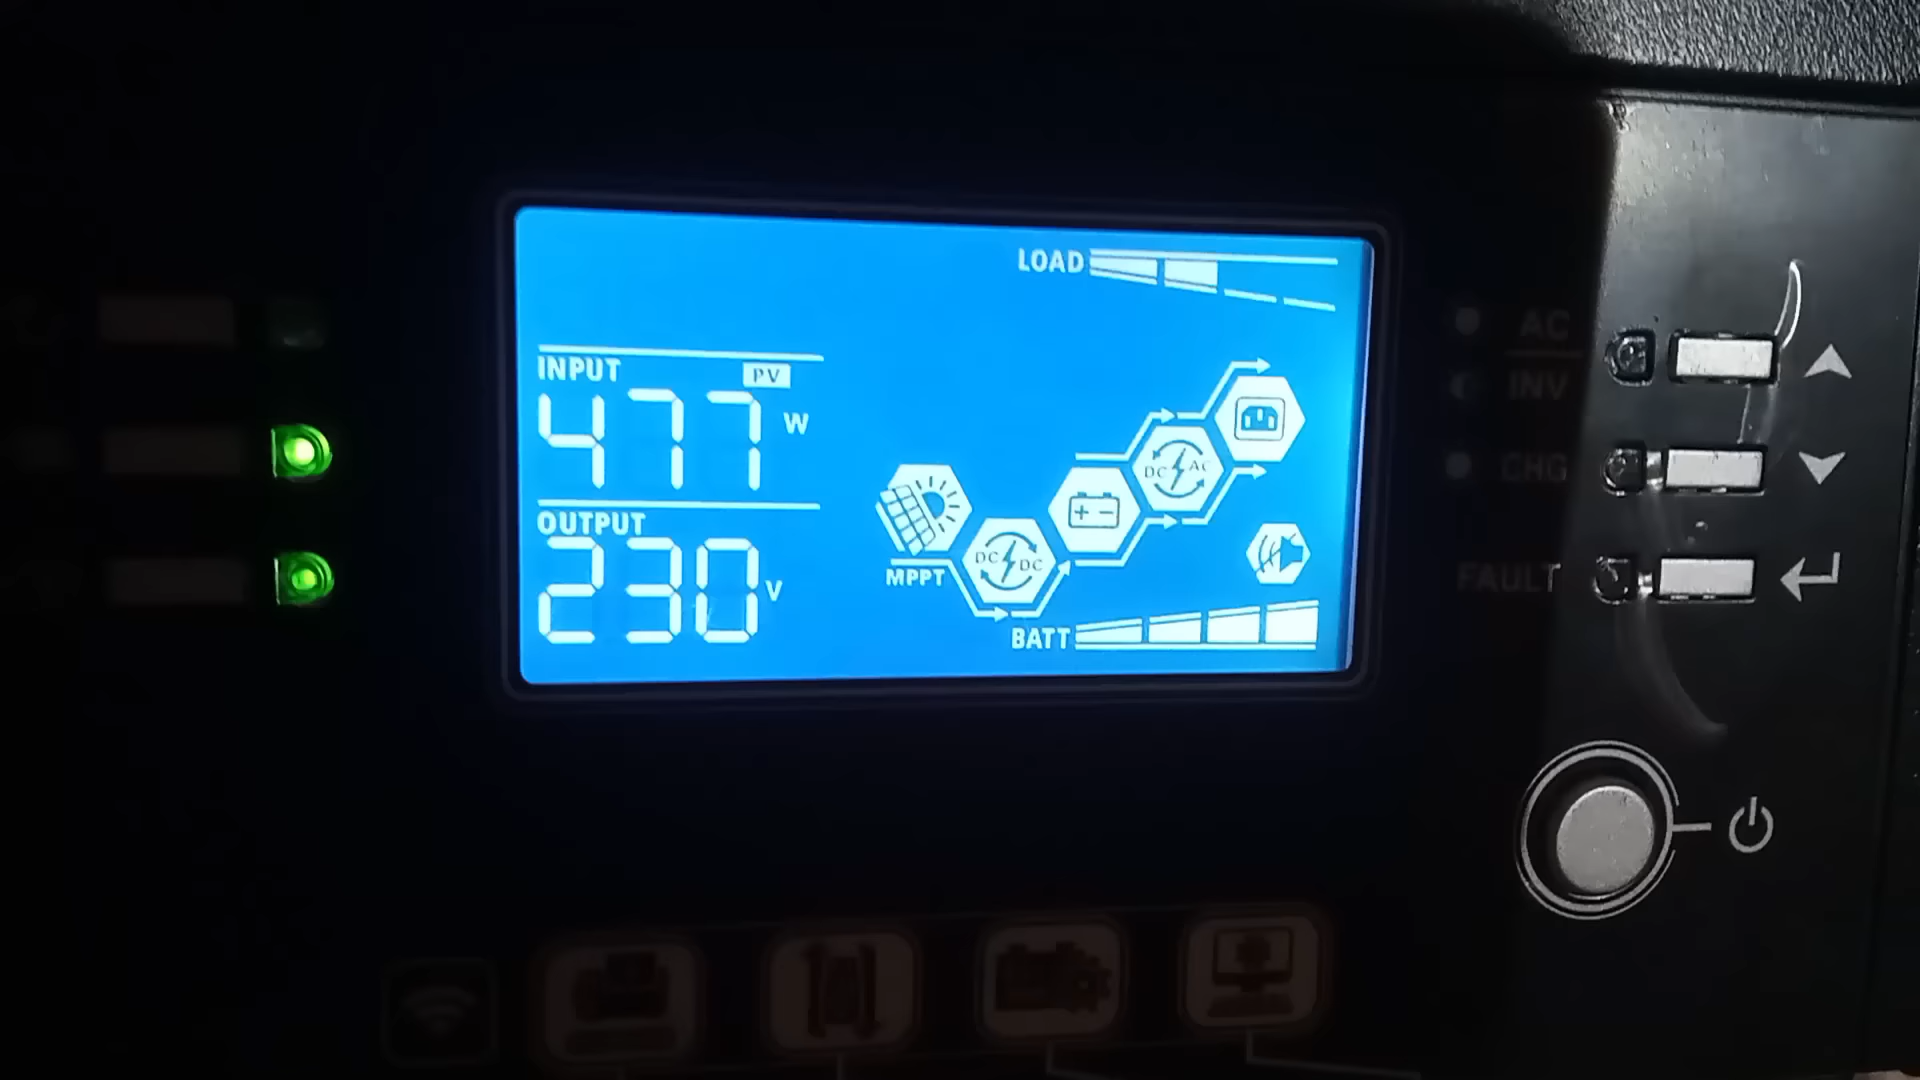 LOAD
INPUT PV
477 W
OUTPUT
230 V
MPPT
DC DC
DC AC
+ −
BATT
AC
INV
CHG
FAULT